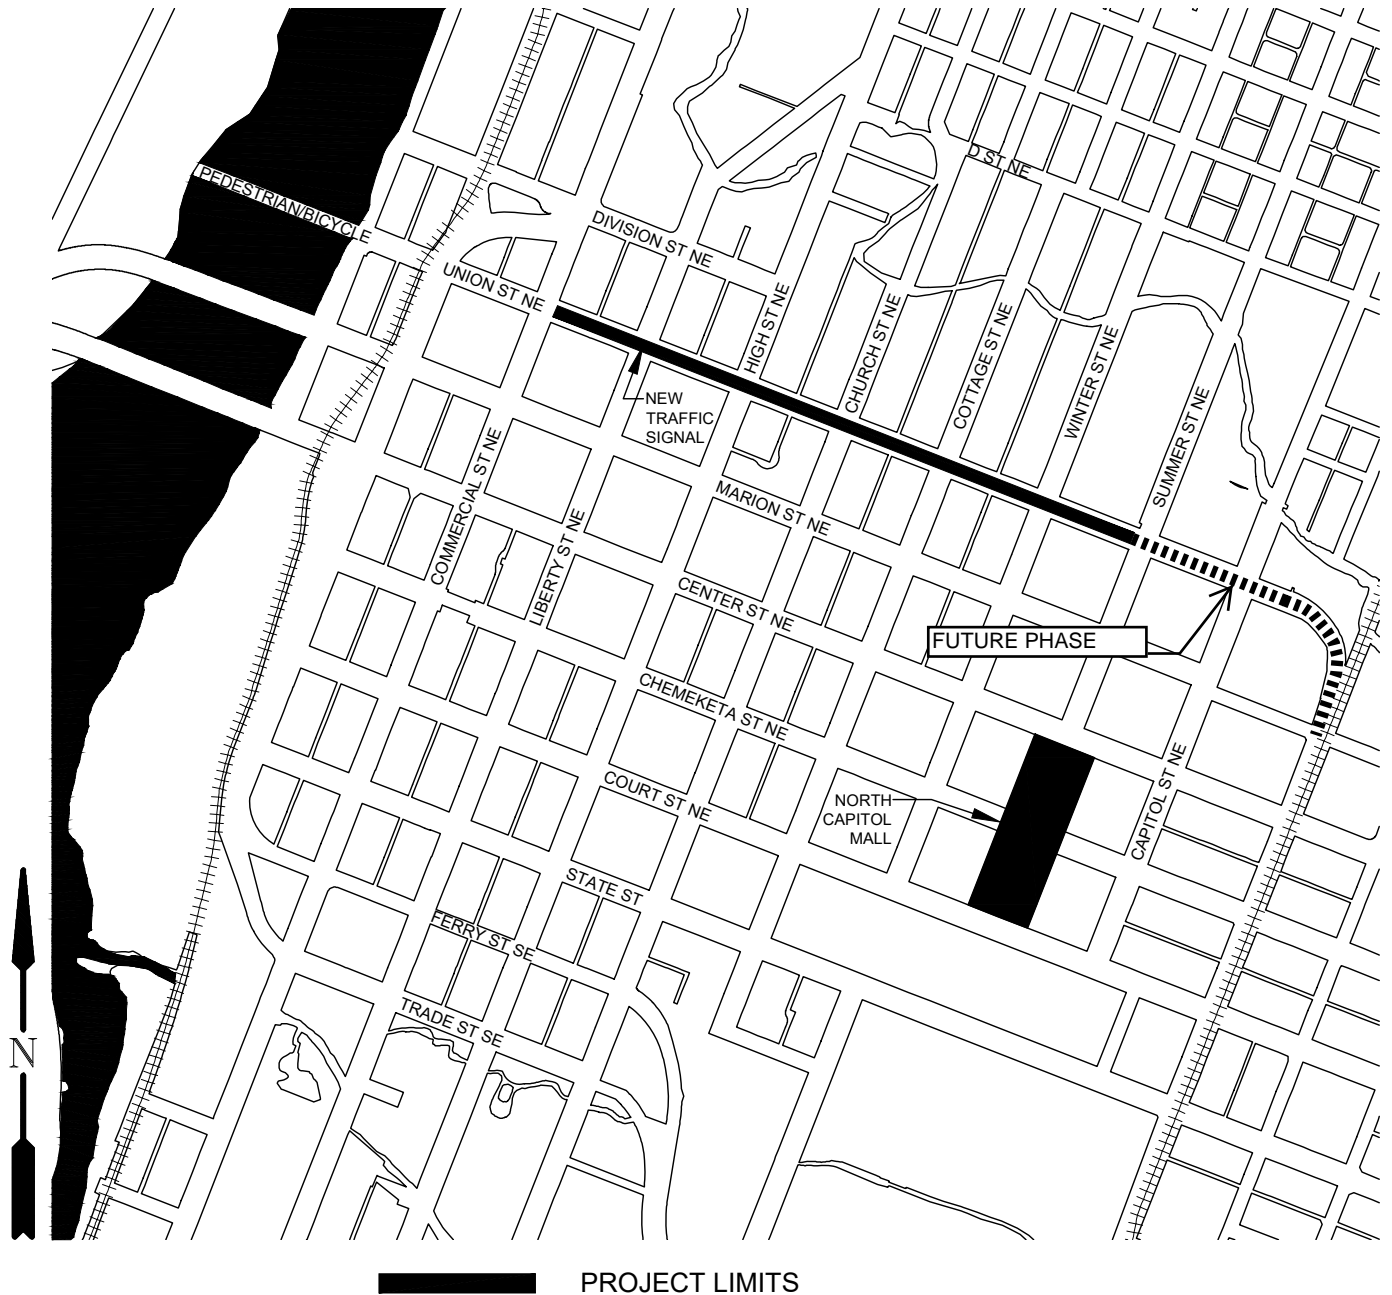 D ST NE
PEDESTRIAN/BICYCLE
DIVISION ST NE
UNION ST NE
HIGH ST NE
CHURCH ST NE
COTTAGE ST NE
WINTER ST NE
SUMMER ST NE
NEW
TRAFFIC
SIGNAL
COMMERCIAL ST NE
LIBERTY ST NE
MARION ST NE
CENTER ST NE
FUTURE PHASE
CHEMEKETA ST NE
CAPITOL ST NE
COURT ST NE
NORTH
CAPITOL
MALL
STATE ST
FERRY ST SE
TRADE ST SE
N
PROJECT LIMITS